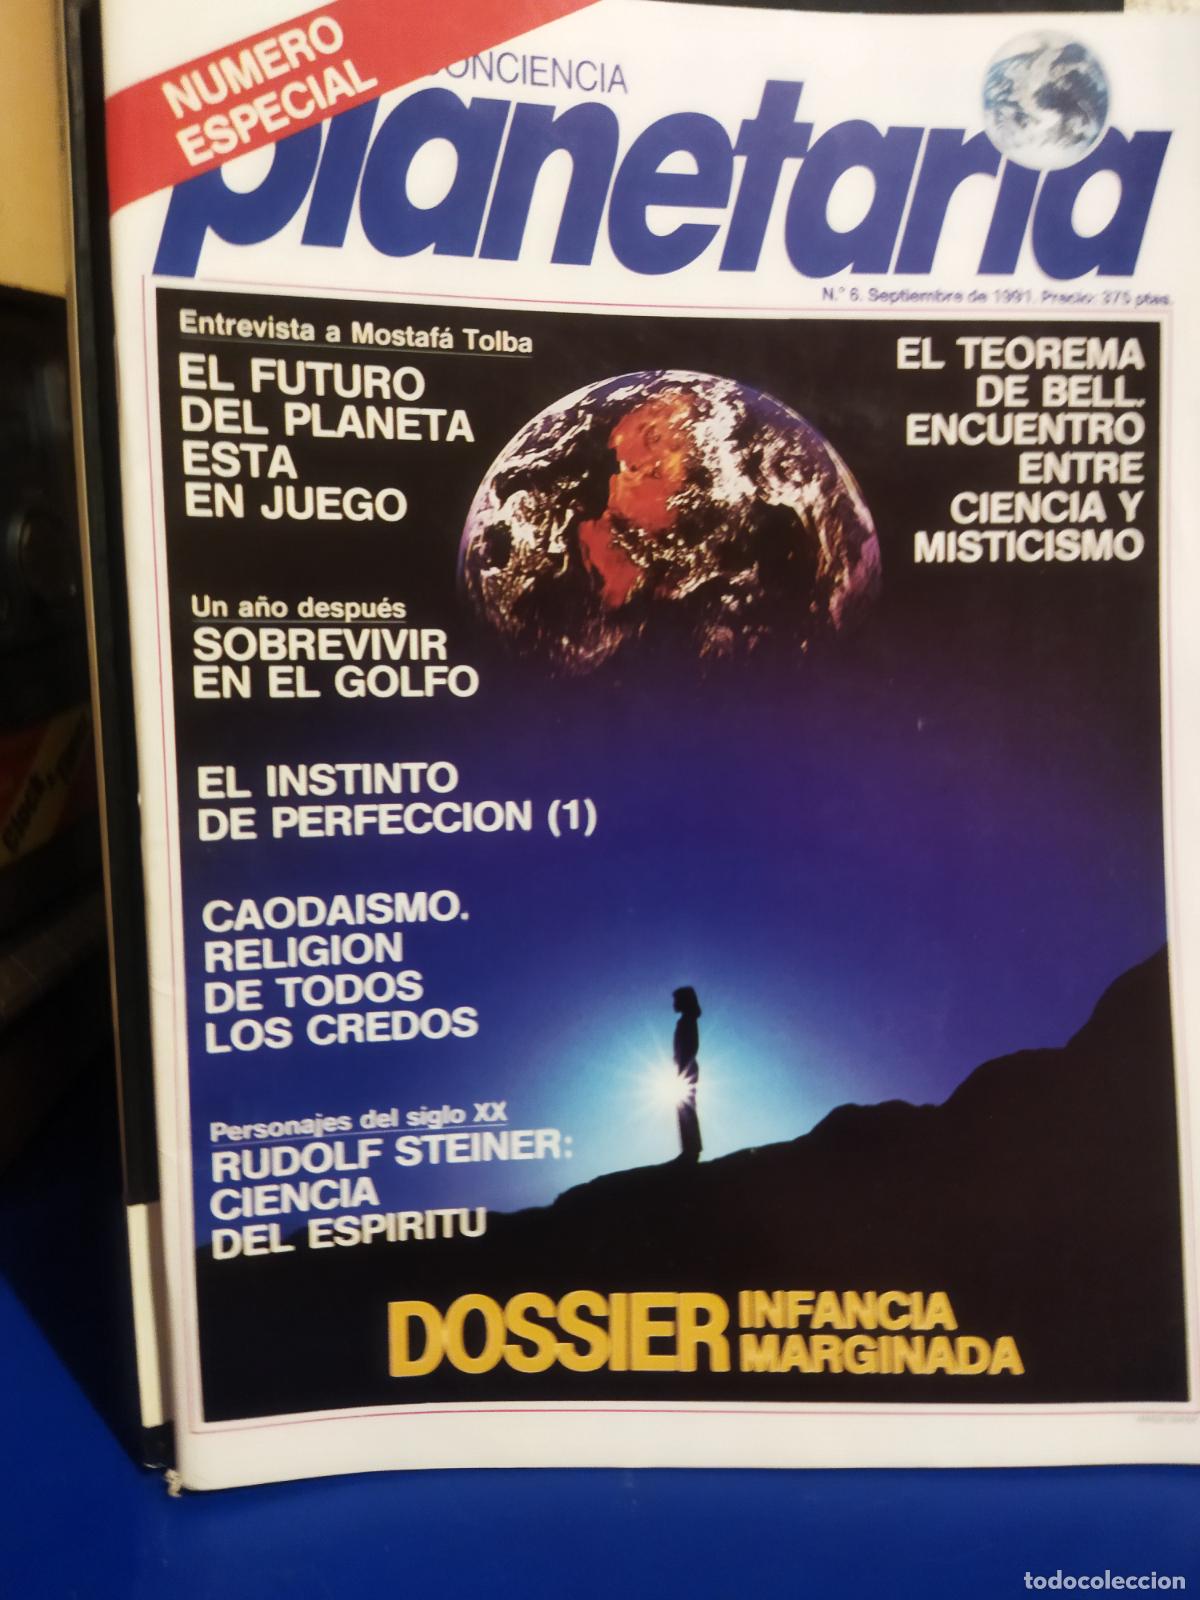 NUMERO
ESPECIAL
CONCIENCIA
planetaria
N.º 6. Septiembre de 1991. Precio: 375 ptas.
Entrevista a Mostafá Tolba
EL FUTURO
DEL PLANETA
ESTA
EN JUEGO
EL TEOREMA
DE BELL.
ENCUENTRO
ENTRE
CIENCIA Y
MISTICISMO
Un año después
SOBREVIVIR
EN EL GOLFO
EL INSTINTO
DE PERFECCION (1)
CAODAISMO.
RELIGION
DE TODOS
LOS CREDOS
Personajes del siglo XX
RUDOLF STEINER:
CIENCIA
DEL ESPIRITU
DOSSIER INFANCIA
MARGINADA
todocoleccion